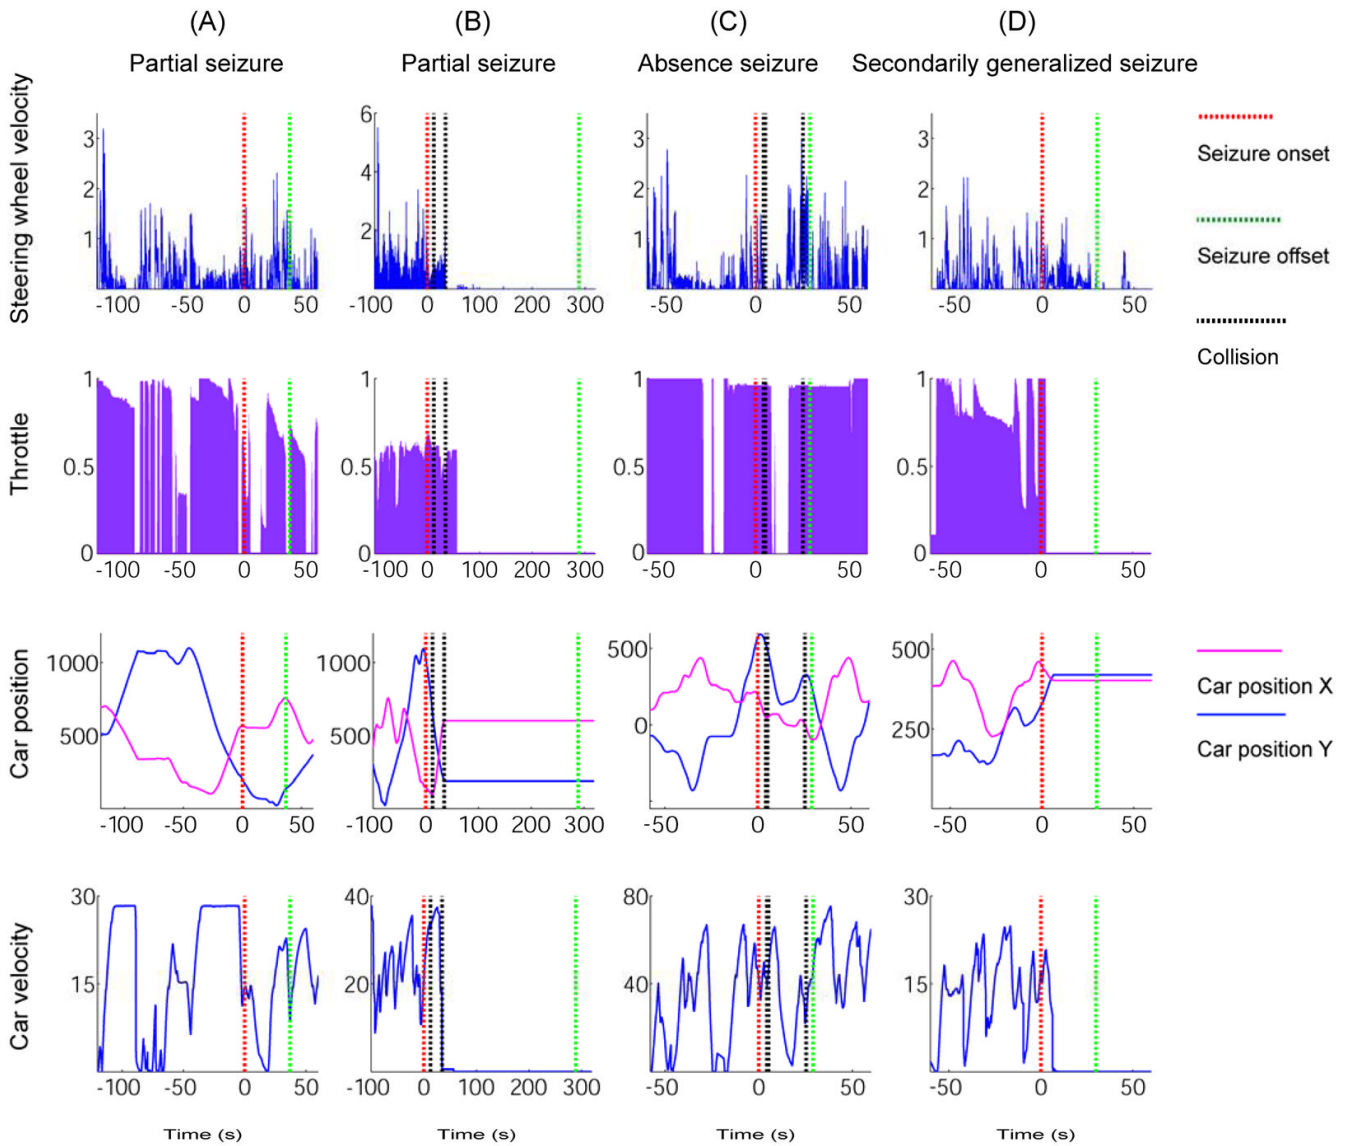 (A) (B) (C) (D)
Partial seizure Partial seizure Absence seizure Secondarily generalized seizure
Steering wheel velocity
3 2 1
-100 -50 0 50
6 4 2
-100 0 100 200 300
3 2 1
-50 0 50
3 2 1
-50 0 50
Seizure onset
Seizure offset
Collision
Throttle
1 0.5 0
-100 -50 0 50
1 0.5 0
-100 0 100 200 300
1 0.5 0
-50 0 50
1 0.5 0
-50 0 50
Car position
1000 500
-100 -50 0 50
1000 500
-100 0 100 200 300
500 0
-50 0 50
500 250
-50 0 50
Car position X
Car position Y
Car velocity
30 15
-100 -50 0 50
40 20
-100 0 100 200 300
80 40
-50 0 50
30 15
-50 0 50
Time (s) Time (s) Time (s) Time (s)